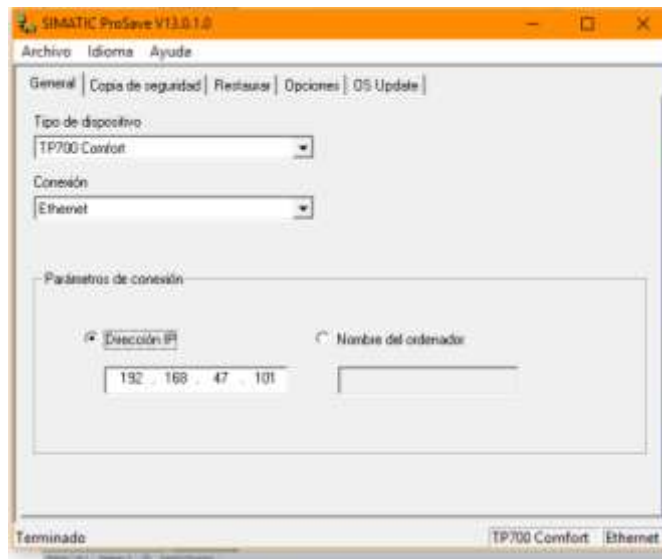 SIMATIC ProSave V13.0.1.0
Archivo Idioma Ayuda
General Copia de seguridad Restaurar Opciones OS Update
Tipo de dispositivo
TP700 Comfort
Conexión
Ethernet
Parámetros de conexión
Dirección IP Nombre del ordenador
192 . 168 . 47 . 101
Terminado TP700 Comfort Ethernet